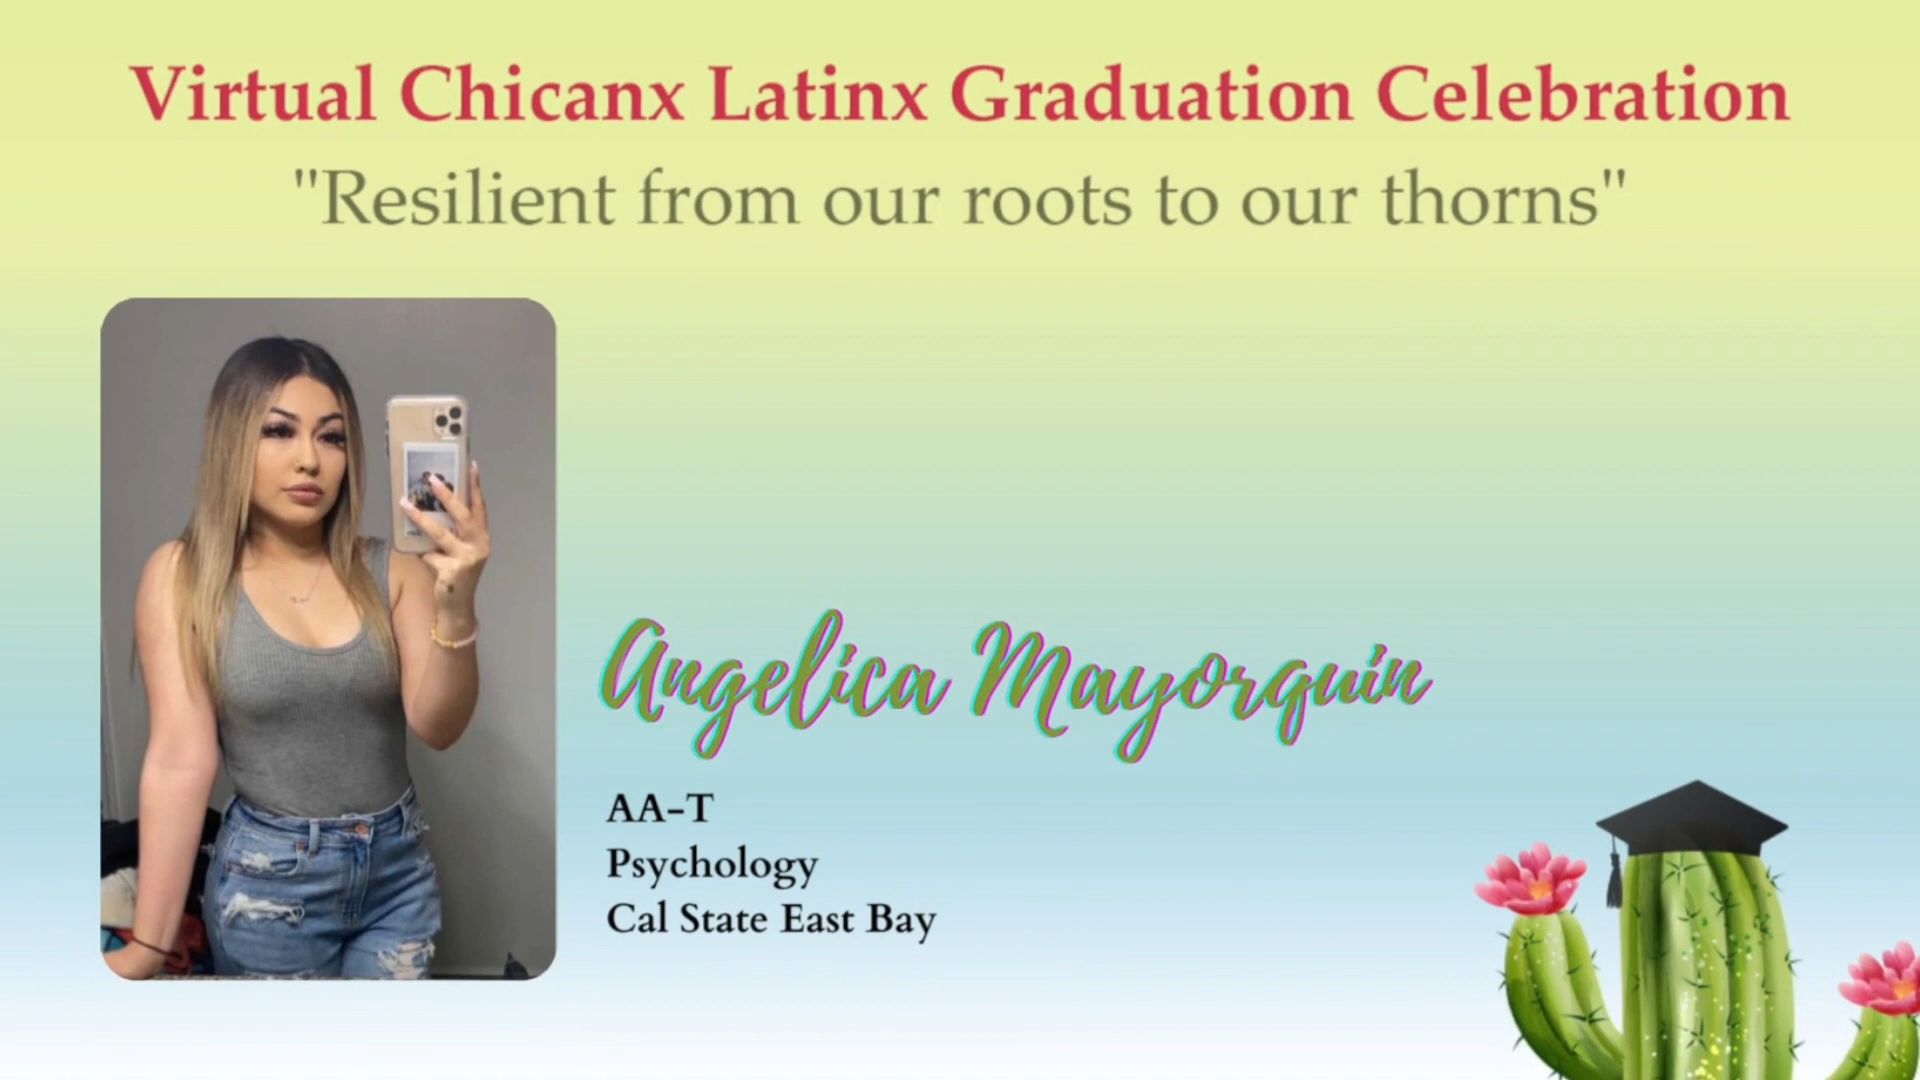 Virtual Chicanx Latinx Graduation Celebration
"Resilient from our roots to our thorns"
Angelica Mayorquin
AA-T
Psychology
Cal State East Bay